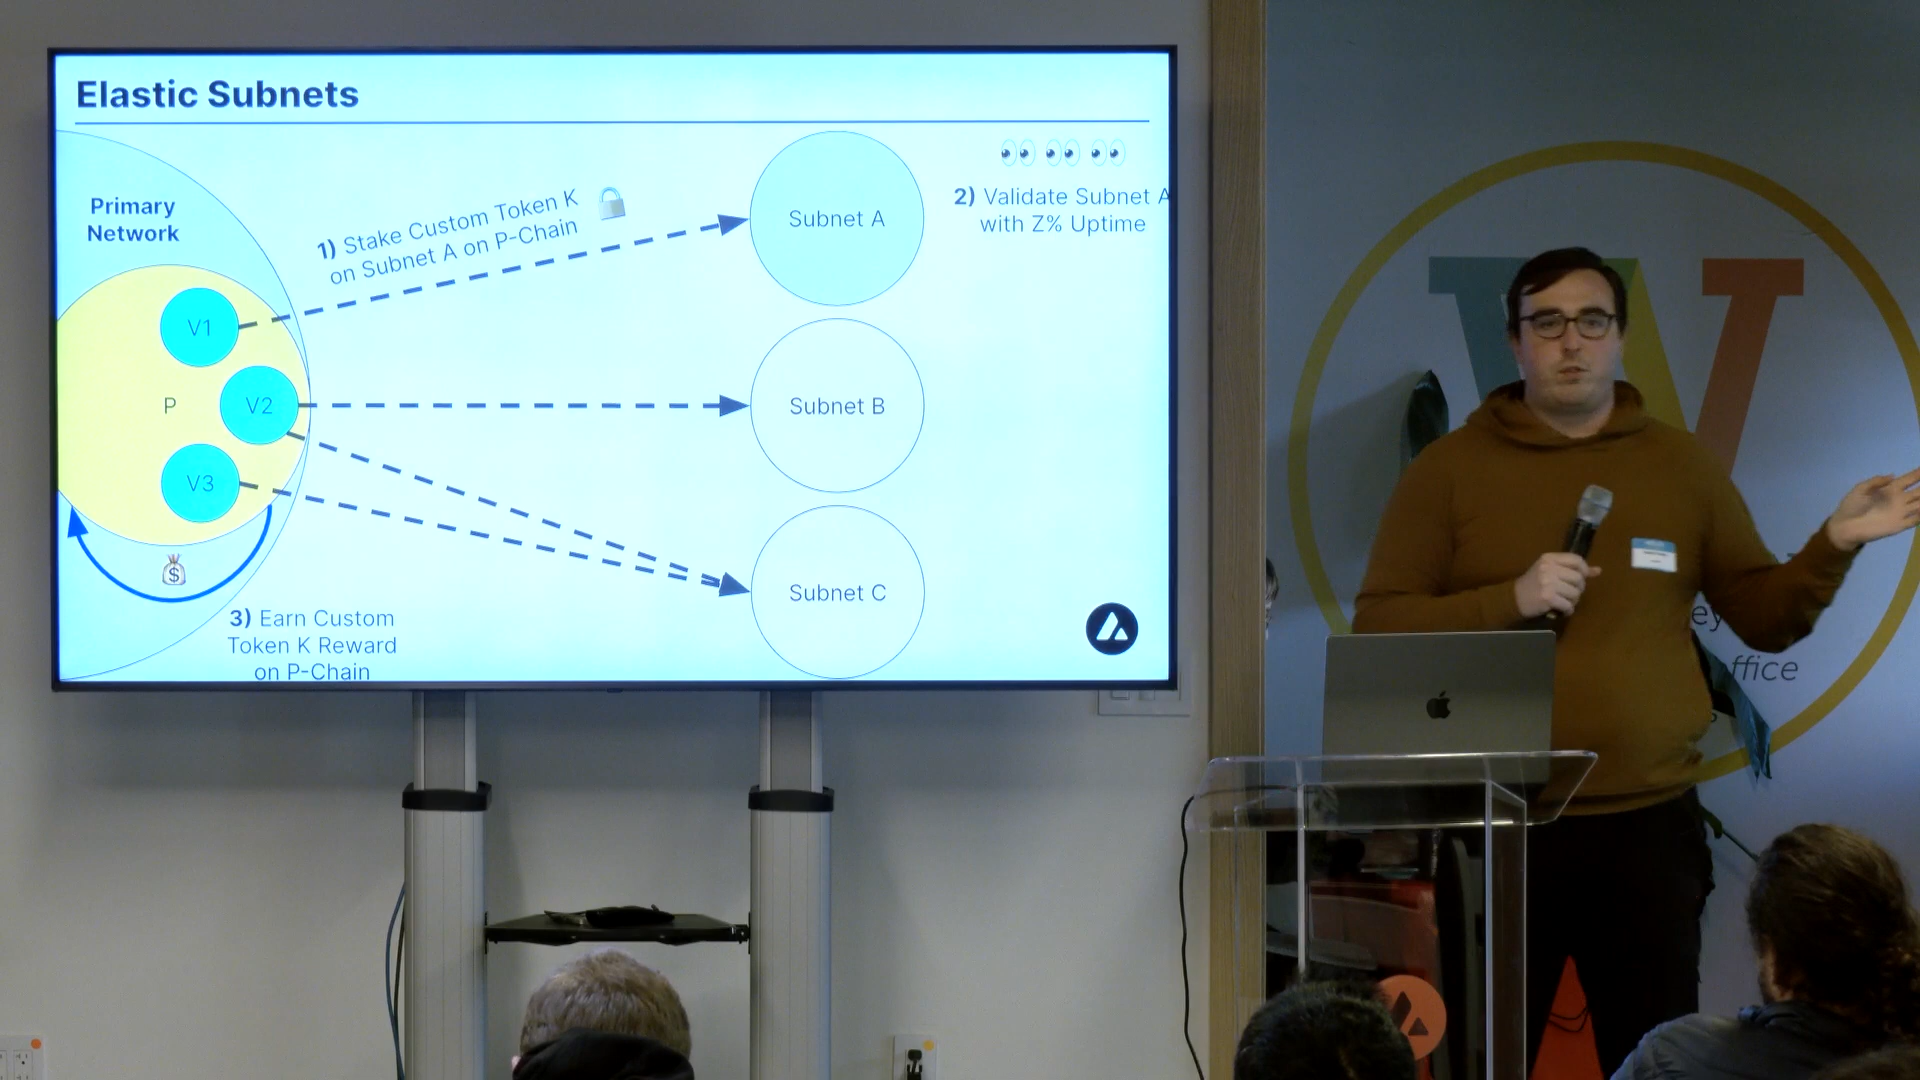 Elastic Subnets
Primary
Network
1) Stake Custom Token K
on Subnet A on P-Chain
2) Validate Subnet A
with Z% Uptime
Subnet A
V1
P
V2
Subnet B
V3
Subnet C
3) Earn Custom
Token K Reward
on P-Chain
W
ey
ffice